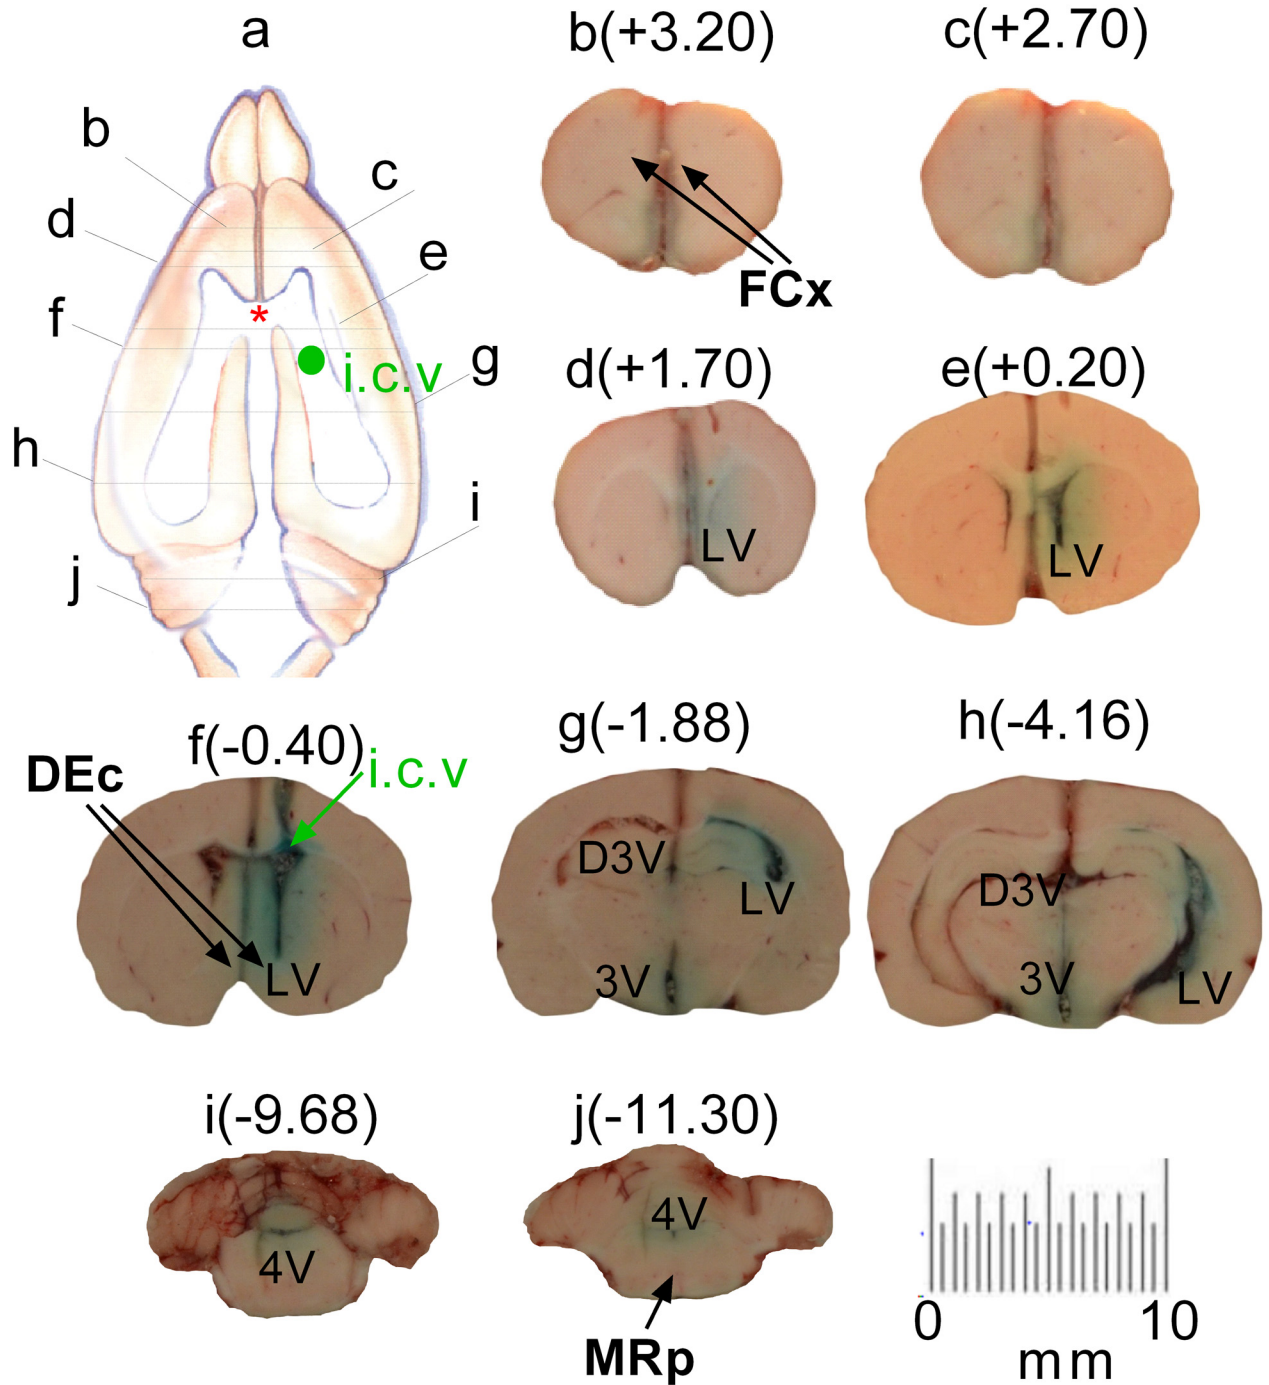 a
b(+3.20)
c(+2.70)
b
c
d
e
FCx
f
*
i.c.v
g
d(+1.70)
e(+0.20)
h
i
LV
LV
j
f(-0.40)
g(-1.88)
h(-4.16)
DEc
i.c.v
D3V
LV
D3V
LV
3V
3V
LV
i(-9.68)
j(-11.30)
4V
4V
MRp
0
10
mm